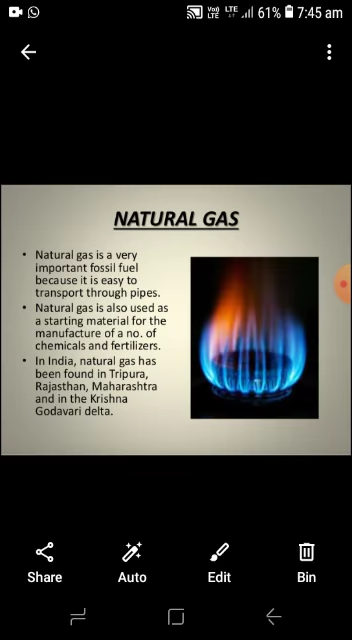 LTE 61% 7:45 am
NATURAL GAS
• Natural gas is a very
important fossil fuel
because it is easy to
transport through pipes.
• Natural gas is also used as
a starting material for the
manufacture of a no. of
chemicals and fertilizers.
• In India, natural gas has
been found in Tripura,
Rajasthan, Maharashtra
and in the Krishna
Godavari delta.
Share Auto Edit Bin